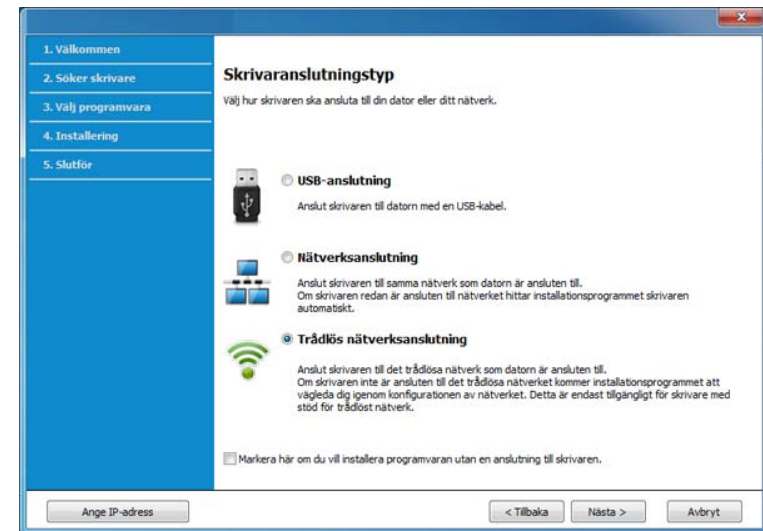 1. Välkommen
2. Söker skrivare
3. Välj programvara
4. Installering
5. Slutför
Skrivaranslutningstyp
Välj hur skrivaren ska ansluta till din dator eller ditt nätverk.
USB-anslutning
Anslut skrivaren till datorn med en USB-kabel.
Nätverksanslutning
Anslut skrivaren till samma nätverk som datorn är ansluten till.
Om skrivaren redan är ansluten till nätverket hittar installationsprogrammet skrivaren
automatiskt.
Trådlös nätverksanslutning
Anslut skrivaren till det trådlösa nätverk som datorn är ansluten till.
Om skrivaren inte är ansluten till det trådlösa nätverket kommer installationsprogrammet att
vägleda dig igenom konfigurationen av nätverket. Detta är endast tillgängligt för skrivare med
stöd för trådlöst nätverk.
Markera här om du vill installera programvaran utan en anslutning till skrivaren.
Ange IP-adress
< Tillbaka
Nästa >
Avbryt